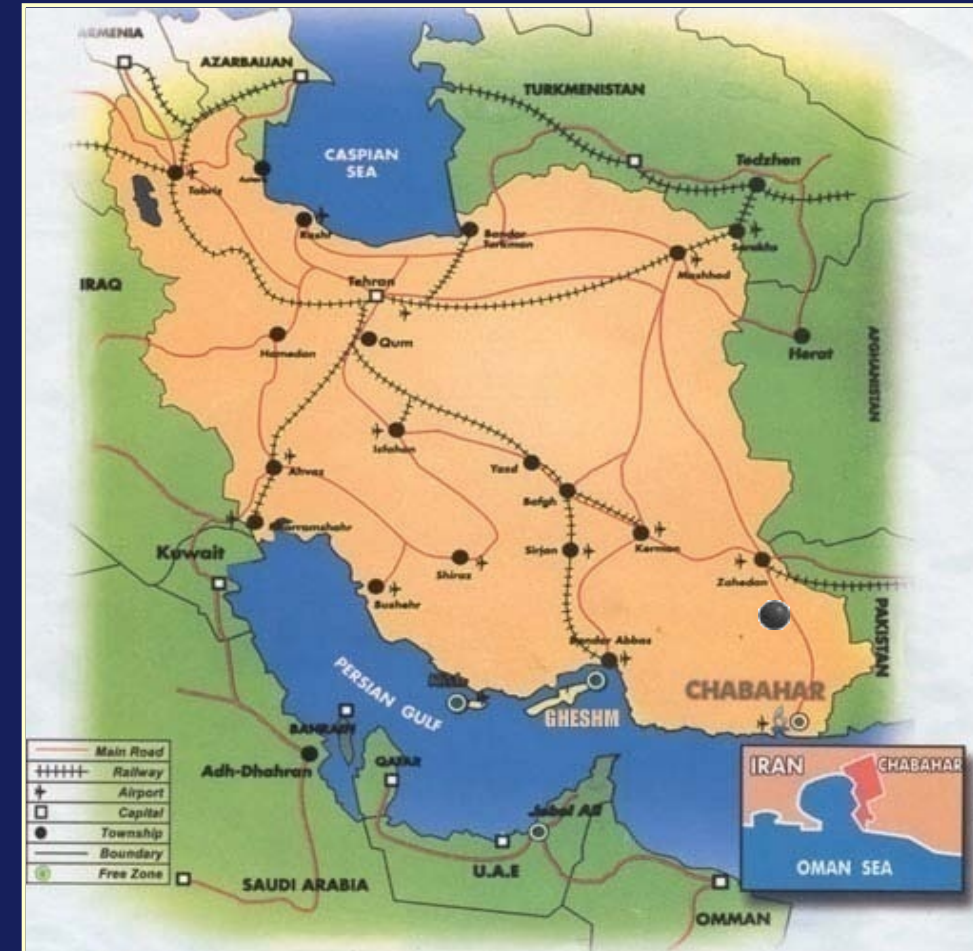 ARMENIA
AZARBAIJAN
TURKMENISTAN
CASPIAN
SEA
Tedzhen
Tabriz
Rasht
Bandar
Turkman
Sarakhs
Mashhad
IRAQ
Tehran
Hamedan
Qum
Herat
AFGHANISTAN
Isfahan
Ahvaz
Yazd
Bafgh
Khorramshahr
Kuwait
Sirjan
Kerman
Shiraz
Zahedan
Bushehr
PAKISTAN
Bandar Abbas
PERSIAN GULF
CHABAHAR
GHESHM
BAHRAIN
Adh-Dhahran
QATAR
Jebel Ali
U.A.E
SAUDI ARABIA
OMMAN
Main Road
Railway
Airport
Capital
Township
Boundary
Free Zone
IRAN
CHABAHAR
OMAN SEA